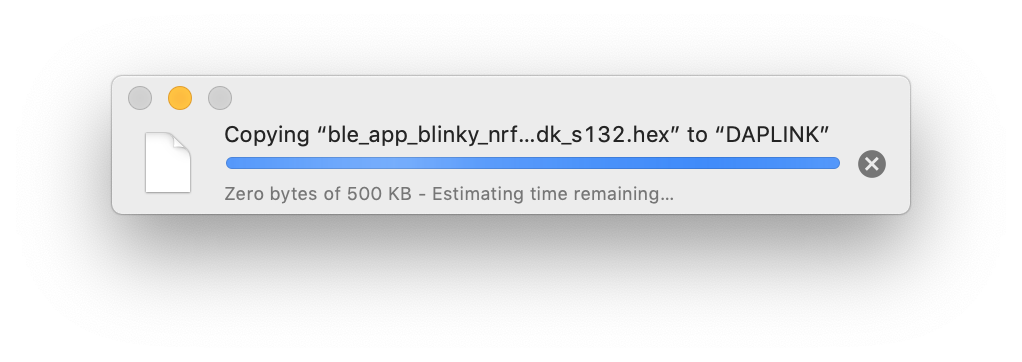 Copying “ble_app_blinky_nrf…dk_s132.hex” to “DAPLINK”
Zero bytes of 500 KB - Estimating time remaining…